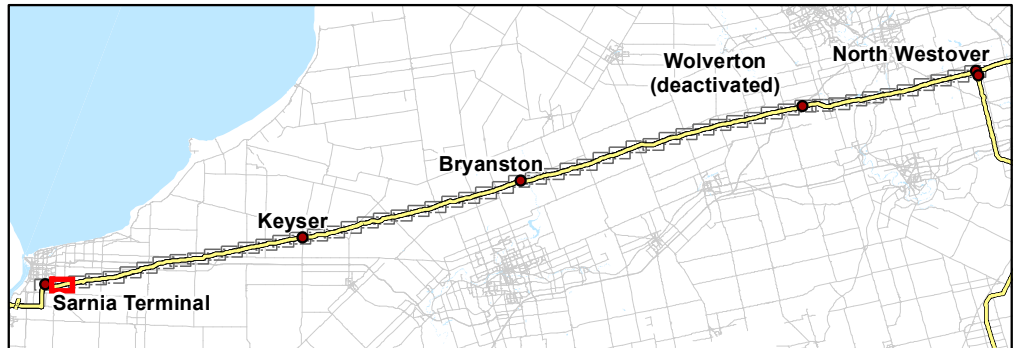 Wolverton
(deactivated)
North Westover
Bryanston
Keyser
Sarnia Terminal